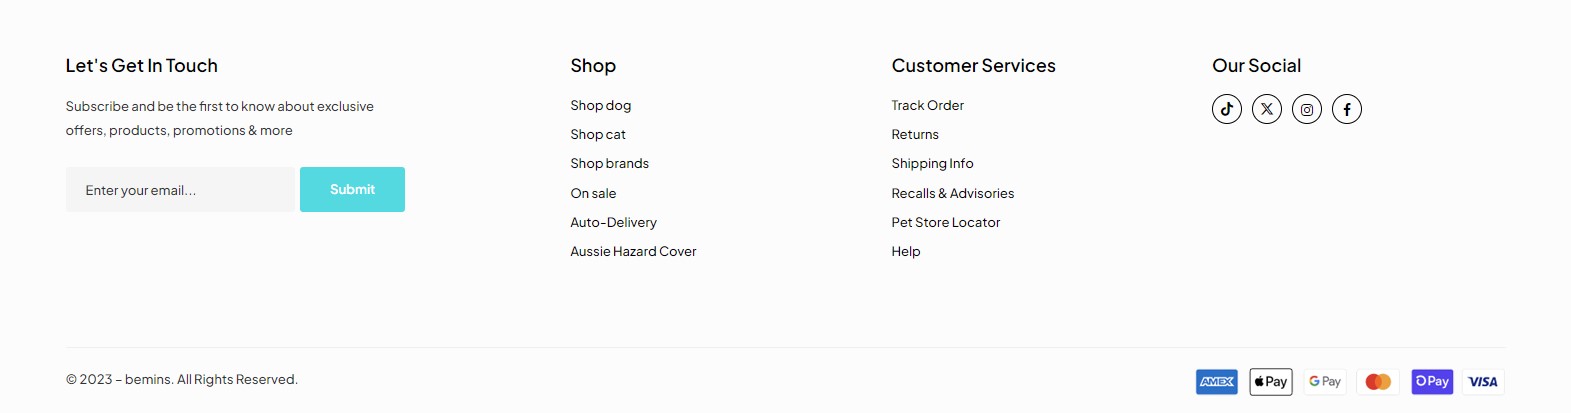 Let's Get In Touch
Subscribe and be the first to know about exclusive
offers, products, promotions & more
Enter your email...
Submit
Shop
Shop dog
Shop cat
Shop brands
On sale
Auto-Delivery
Aussie Hazard Cover
Customer Services
Track Order
Returns
Shipping Info
Recalls & Advisories
Pet Store Locator
Help
Our Social
© 2023 – bemins. All Rights Reserved.
AMEX Pay G Pay Pay VISA